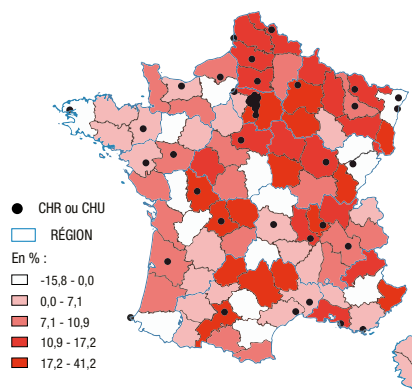 CHR ou CHU
RÉGION
En % :
-15,8 - 0,0
0,0 - 7,1
7,1 - 10,9
10,9 - 17,2
17,2 - 41,2